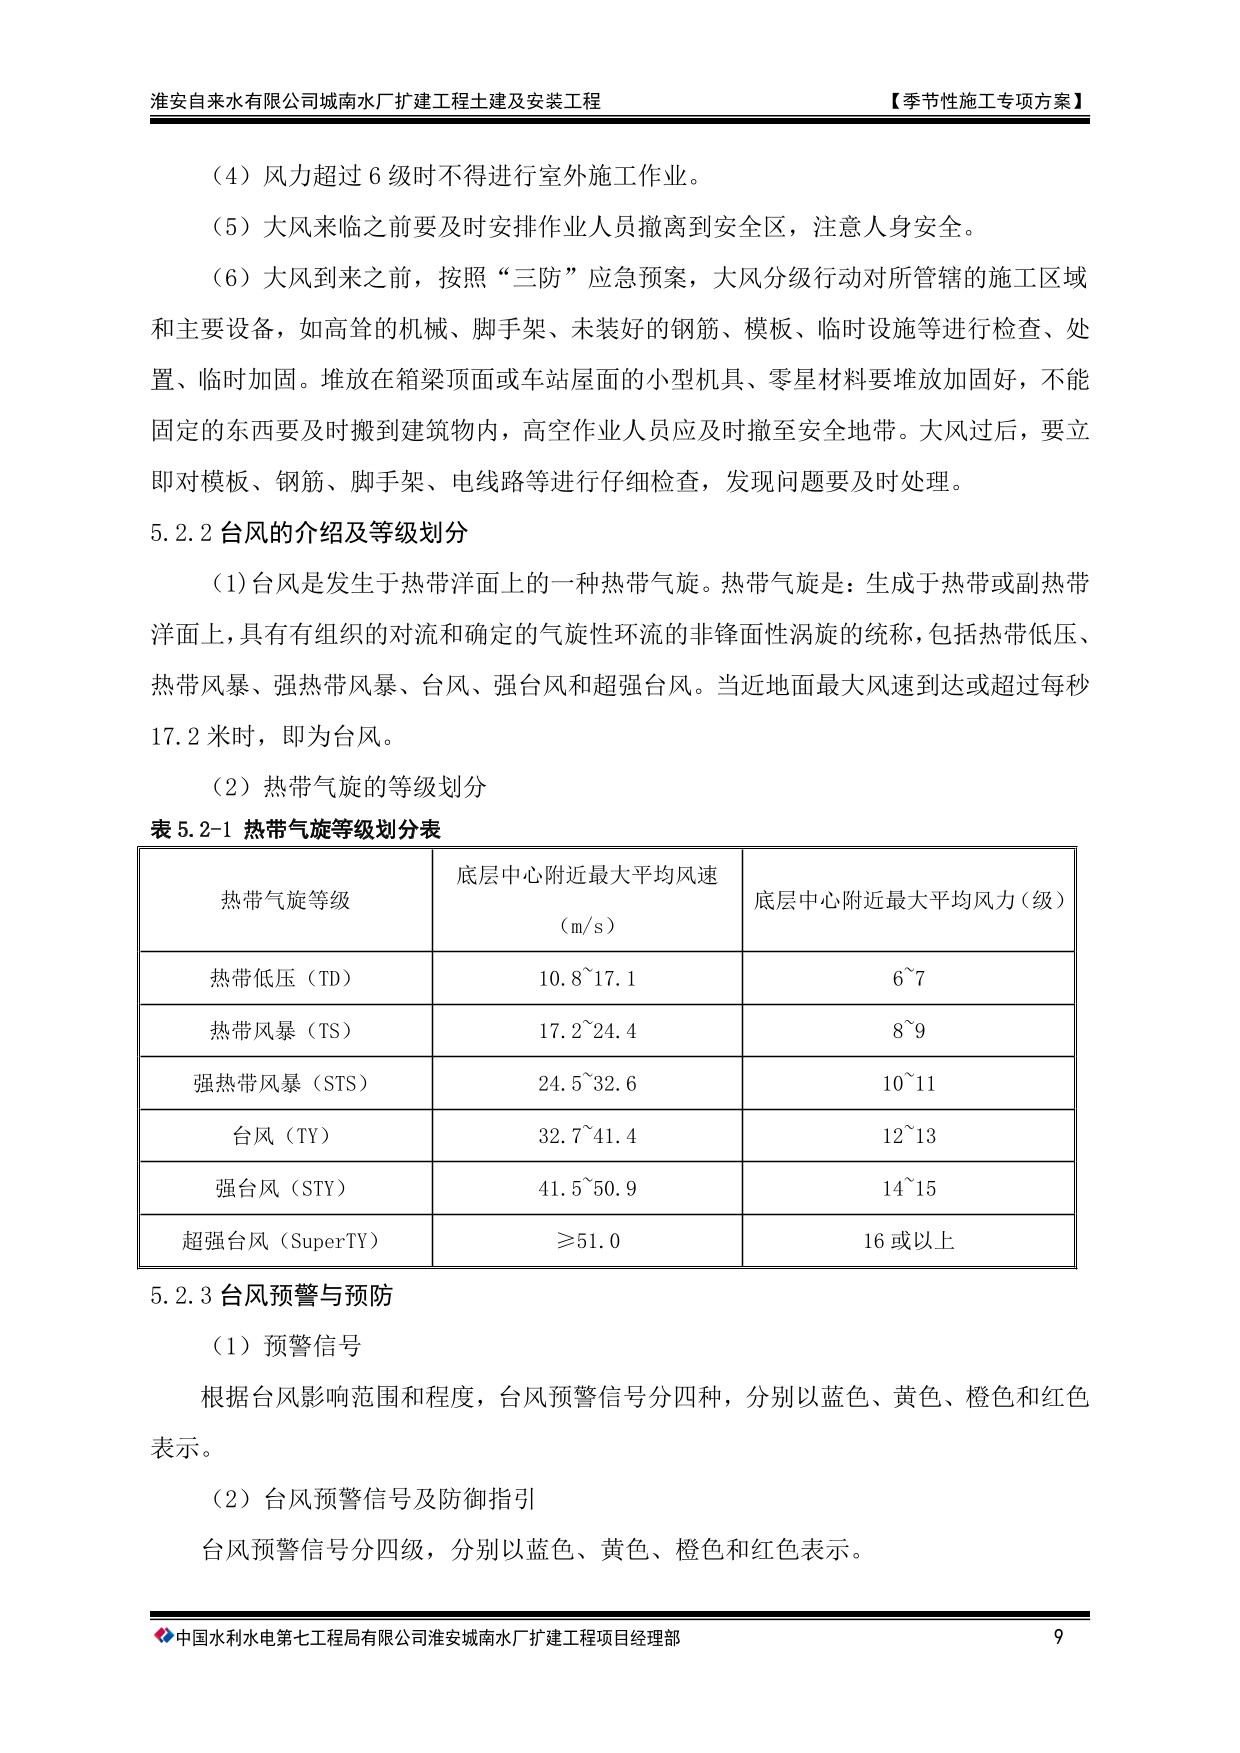 淮安自来水有限公司城南水厂扩建工程土建及安装工程 【季节性施工专项方案】
（4）风力超过 6 级时不得进行室外施工作业。
（5）大风来临之前要及时安排作业人员撤离到安全区，注意人身安全。
（6）大风到来之前，按照“三防”应急预案，大风分级行动对所管辖的施工区域
和主要设备，如高耸的机械、脚手架、未装好的钢筋、模板、临时设施等进行检查、处
置、临时加固。堆放在箱梁顶面或车站屋面的小型机具、零星材料要堆放加固好，不能
固定的东西要及时搬到建筑物内，高空作业人员应及时撤至安全地带。大风过后，要立
即对模板、钢筋、脚手架、电线路等进行仔细检查，发现问题要及时处理。
5.2.2 台风的介绍及等级划分
（1)台风是发生于热带洋面上的一种热带气旋。热带气旋是：生成于热带或副热带
洋面上，具有有组织的对流和确定的气旋性环流的非锋面性涡旋的统称，包括热带低压、
热带风暴、强热带风暴、台风、强台风和超强台风。当近地面最大风速到达或超过每秒
17.2 米时，即为台风。
（2）热带气旋的等级划分
表 5.2-1 热带气旋等级划分表
热带气旋等级 底层中心附近最大平均风速（m/s） 底层中心附近最大平均风力（级）
热带低压（TD） 10.8~17.1 6~7
热带风暴（TS） 17.2~24.4 8~9
强热带风暴（STS） 24.5~32.6 10~11
台风（TY） 32.7~41.4 12~13
强台风（STY） 41.5~50.9 14~15
超强台风（SuperTY） ≥51.0 16 或以上
5.2.3 台风预警与预防
（1）预警信号
根据台风影响范围和程度，台风预警信号分四种，分别以蓝色、黄色、橙色和红色
表示。
（2）台风预警信号及防御指引
台风预警信号分四级，分别以蓝色、黄色、橙色和红色表示。
中国水利水电第七工程局有限公司淮安城南水厂扩建工程项目经理部 9